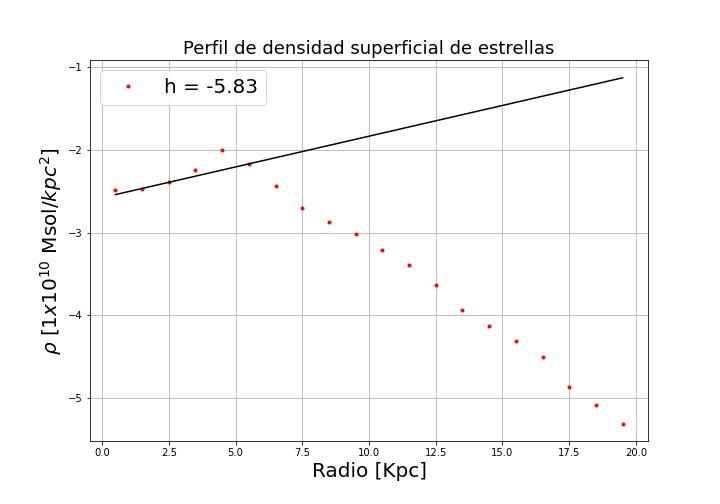 Perfil de densidad superficial de estrellas
h = -5.83
−1
−2
−3
−4
−5
ρ [1x10¹⁰ Msol/kpc²]
0.0 2.5 5.0 7.5 10.0 12.5 15.0 17.5 20.0
Radio [Kpc]